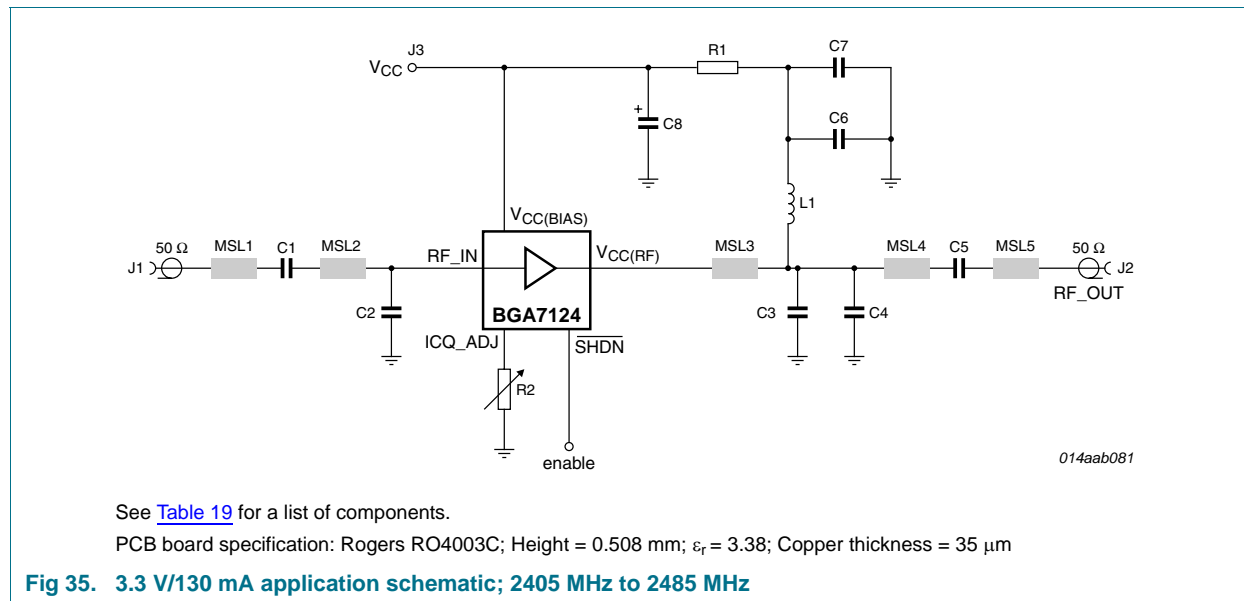 J3
VCC
R1
C7
C6
+
C8
L1
VCC(BIAS)
50 Ω
MSL1
C1
MSL2
RF_IN
VCC(RF)
MSL3
MSL4
C5
MSL5
50 Ω
J1
J2
RF_OUT
C2
BGA7124
C3
C4
ICQ_ADJ
SHDN
R2
enable
014aab081
See Table 19 for a list of components.
PCB board specification: Rogers RO4003C; Height = 0.508 mm; εr = 3.38; Copper thickness = 35 μm
Fig 35. 3.3 V/130 mA application schematic; 2405 MHz to 2485 MHz